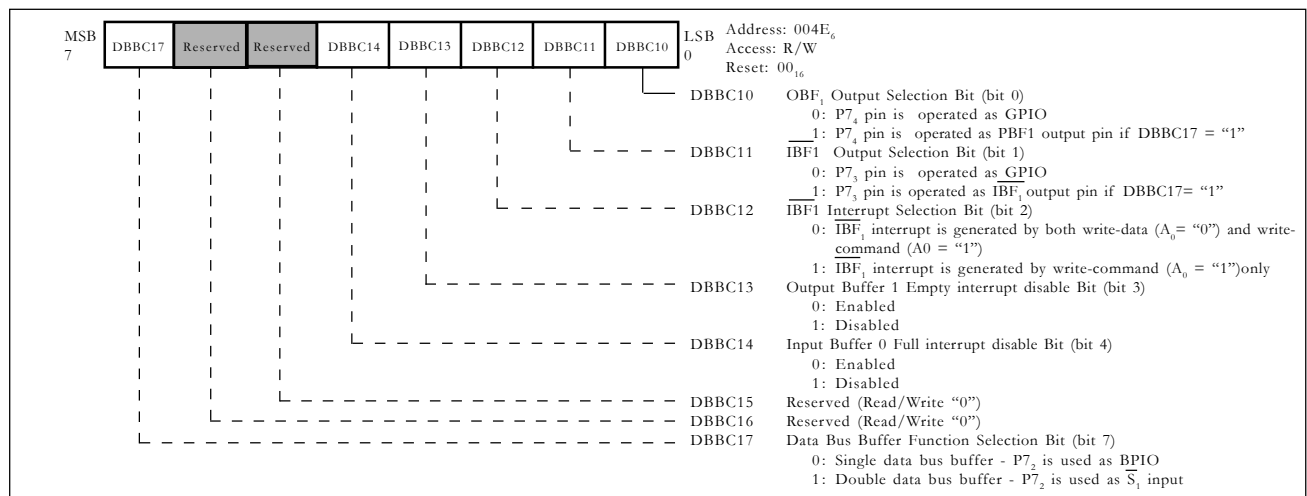 MSB 7 DBBC17 Reserved Reserved DBBC14 DBBC13 DBBC12 DBBC11 DBBC10 LSB 0
Address: 004E₆
Access: R/W
Reset: 00₁₆
DBBC10 OBF₁ Output Selection Bit (bit 0)
0: P7₄ pin is operated as GPIO
1: P7₄ pin is operated as PBF1 output pin if DBBC17 = “1”
DBBC11 I̅B̅F̅1̅ Output Selection Bit (bit 1)
0: P7₃ pin is operated as GPIO
1: P7₃ pin is operated as I̅B̅F̅₁ output pin if DBBC17= “1”
DBBC12 I̅B̅F̅1 Interrupt Selection Bit (bit 2)
0: I̅B̅F̅₁ interrupt is generated by both write-data (A₀= “0”) and write-
command (A0 = “1”)
1: I̅B̅F̅₁ interrupt is generated by write-command (A₀ = “1”)only
DBBC13 Output Buffer 1 Empty interrupt disable Bit (bit 3)
0: Enabled
1: Disabled
DBBC14 Input Buffer 0 Full interrupt disable Bit (bit 4)
0: Enabled
1: Disabled
DBBC15 Reserved (Read/Write “0”)
DBBC16 Reserved (Read/Write “0”)
DBBC17 Data Bus Buffer Function Selection Bit (bit 7)
0: Single data bus buffer - P7₂ is used as BPIO
1: Double data bus buffer - P7₂ is used as S̅₁ input